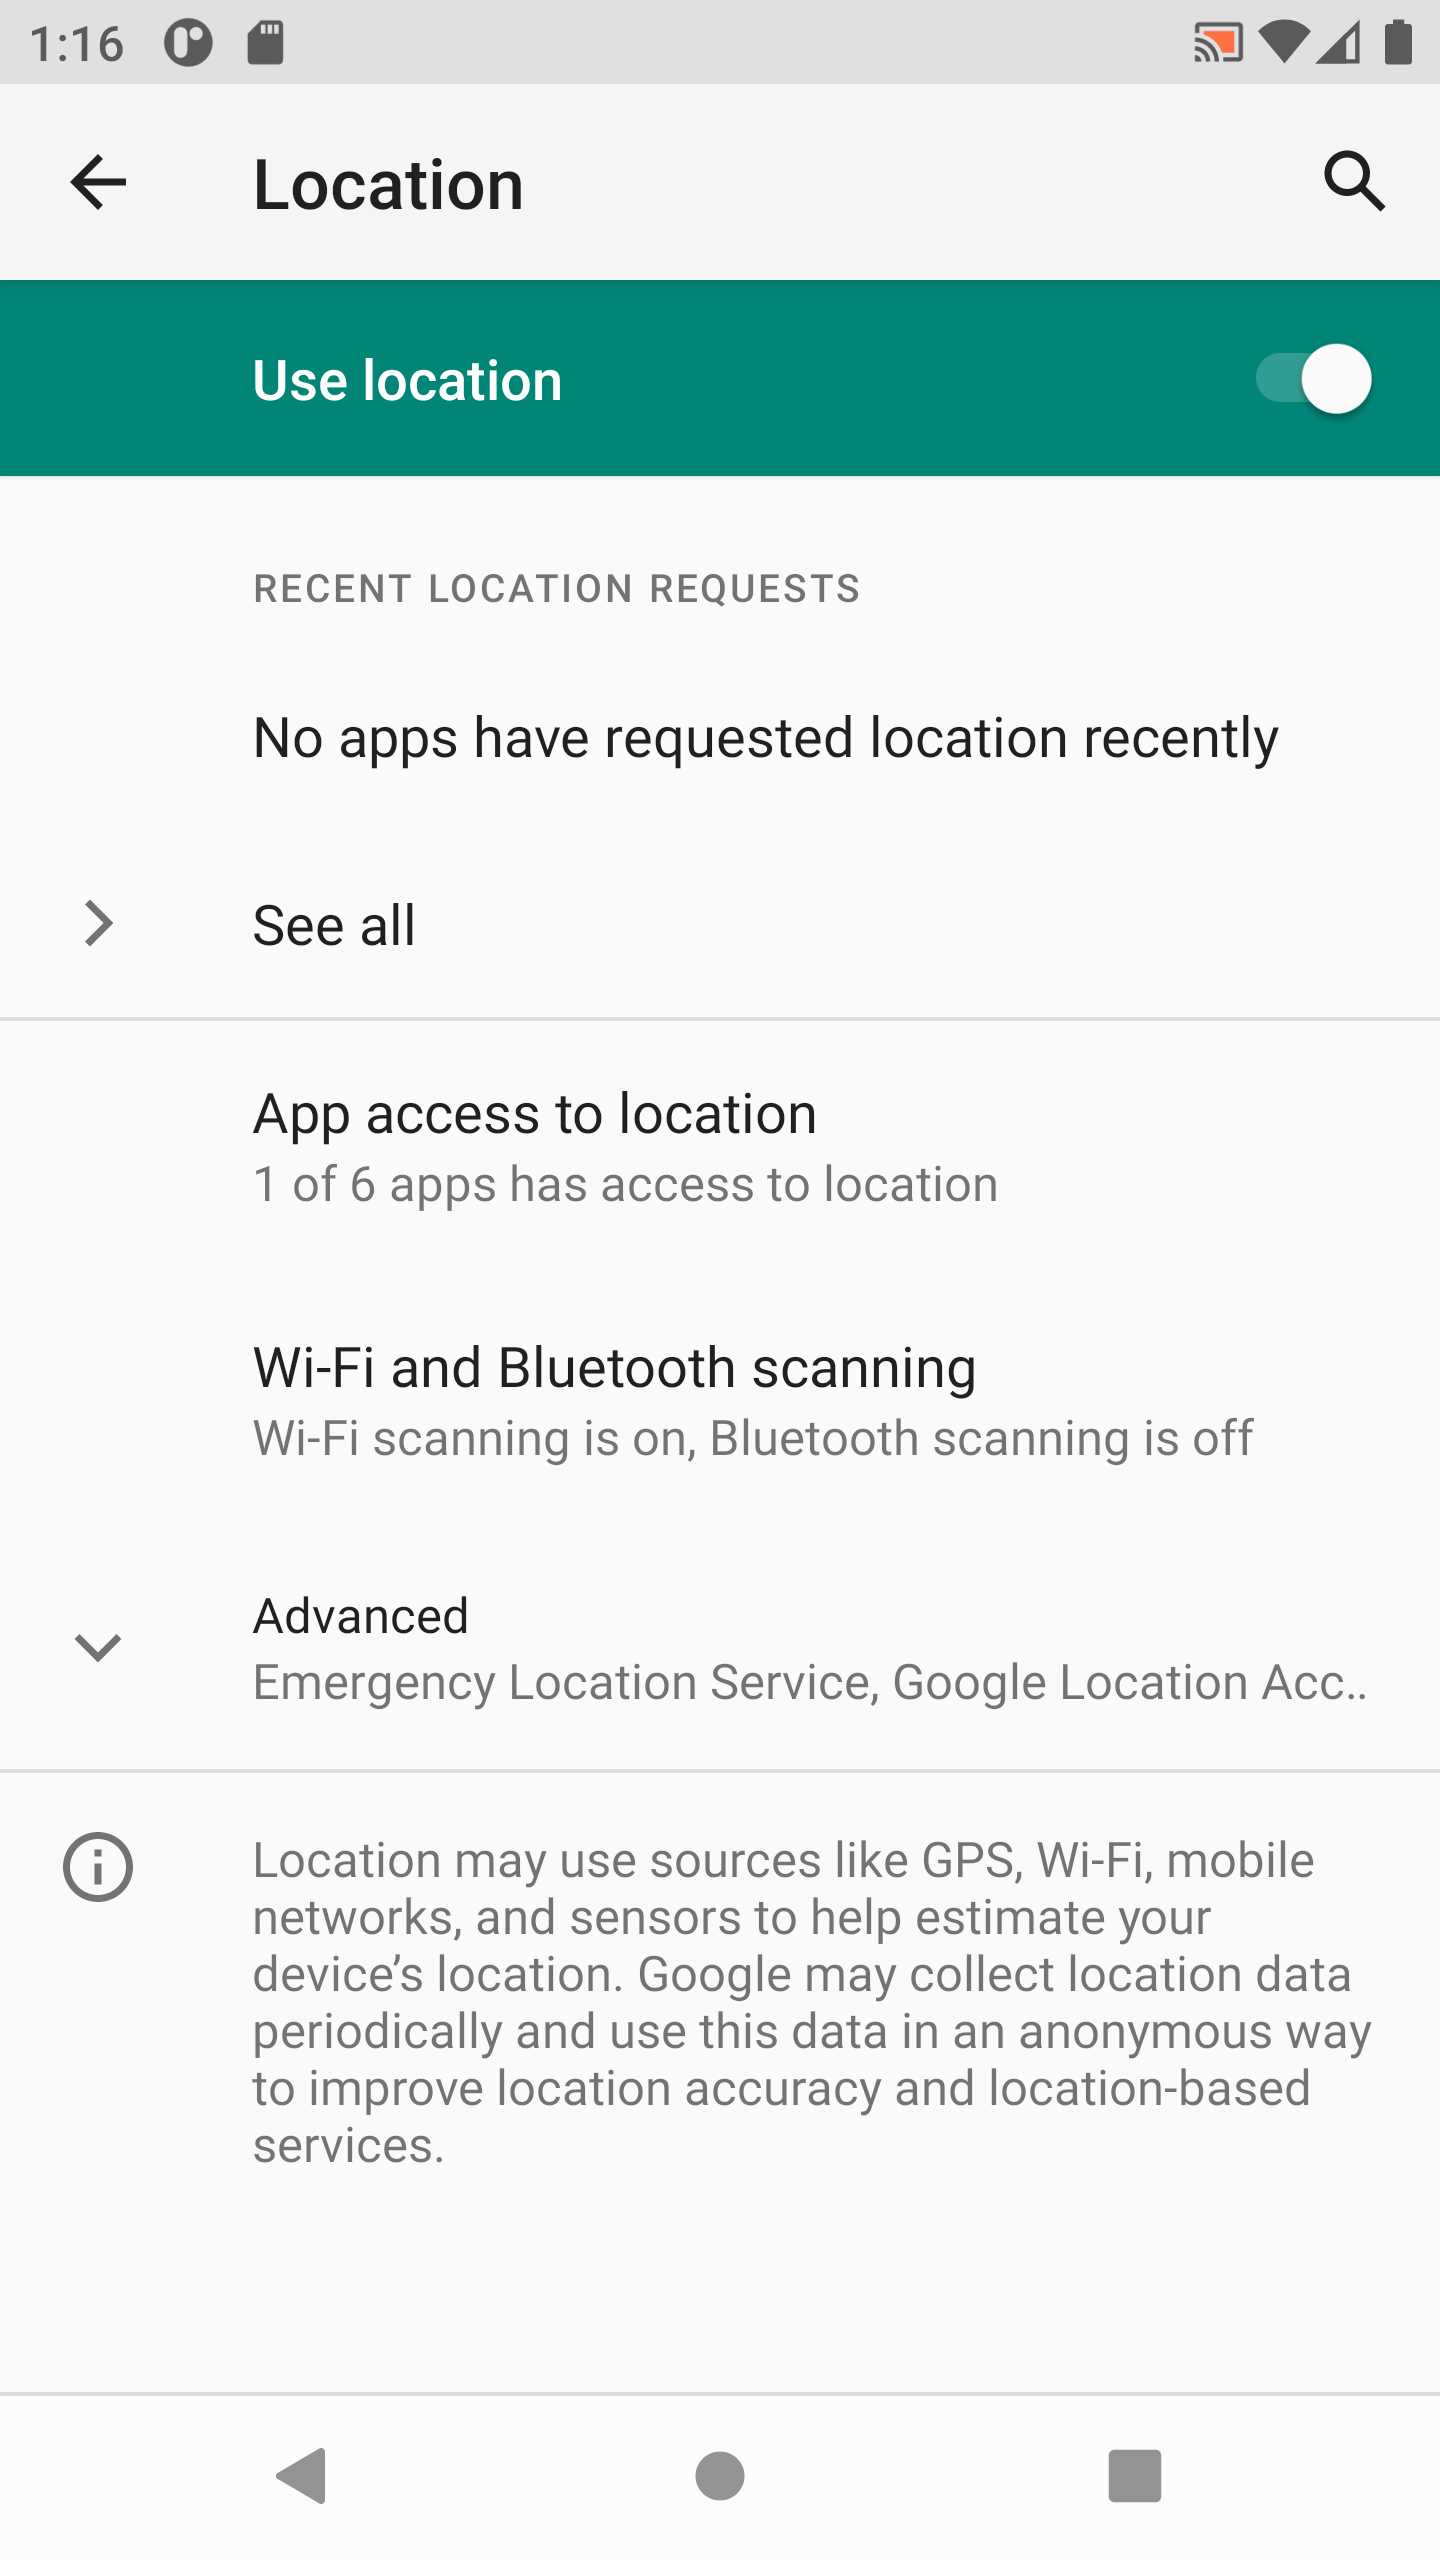 1:16
Location
Use location
RECENT LOCATION REQUESTS
No apps have requested location recently
See all
App access to location
1 of 6 apps has access to location
Wi-Fi and Bluetooth scanning
Wi-Fi scanning is on, Bluetooth scanning is off
Advanced
Emergency Location Service, Google Location Acc..
Location may use sources like GPS, Wi-Fi, mobile
networks, and sensors to help estimate your
device’s location. Google may collect location data
periodically and use this data in an anonymous way
to improve location accuracy and location-based
services.